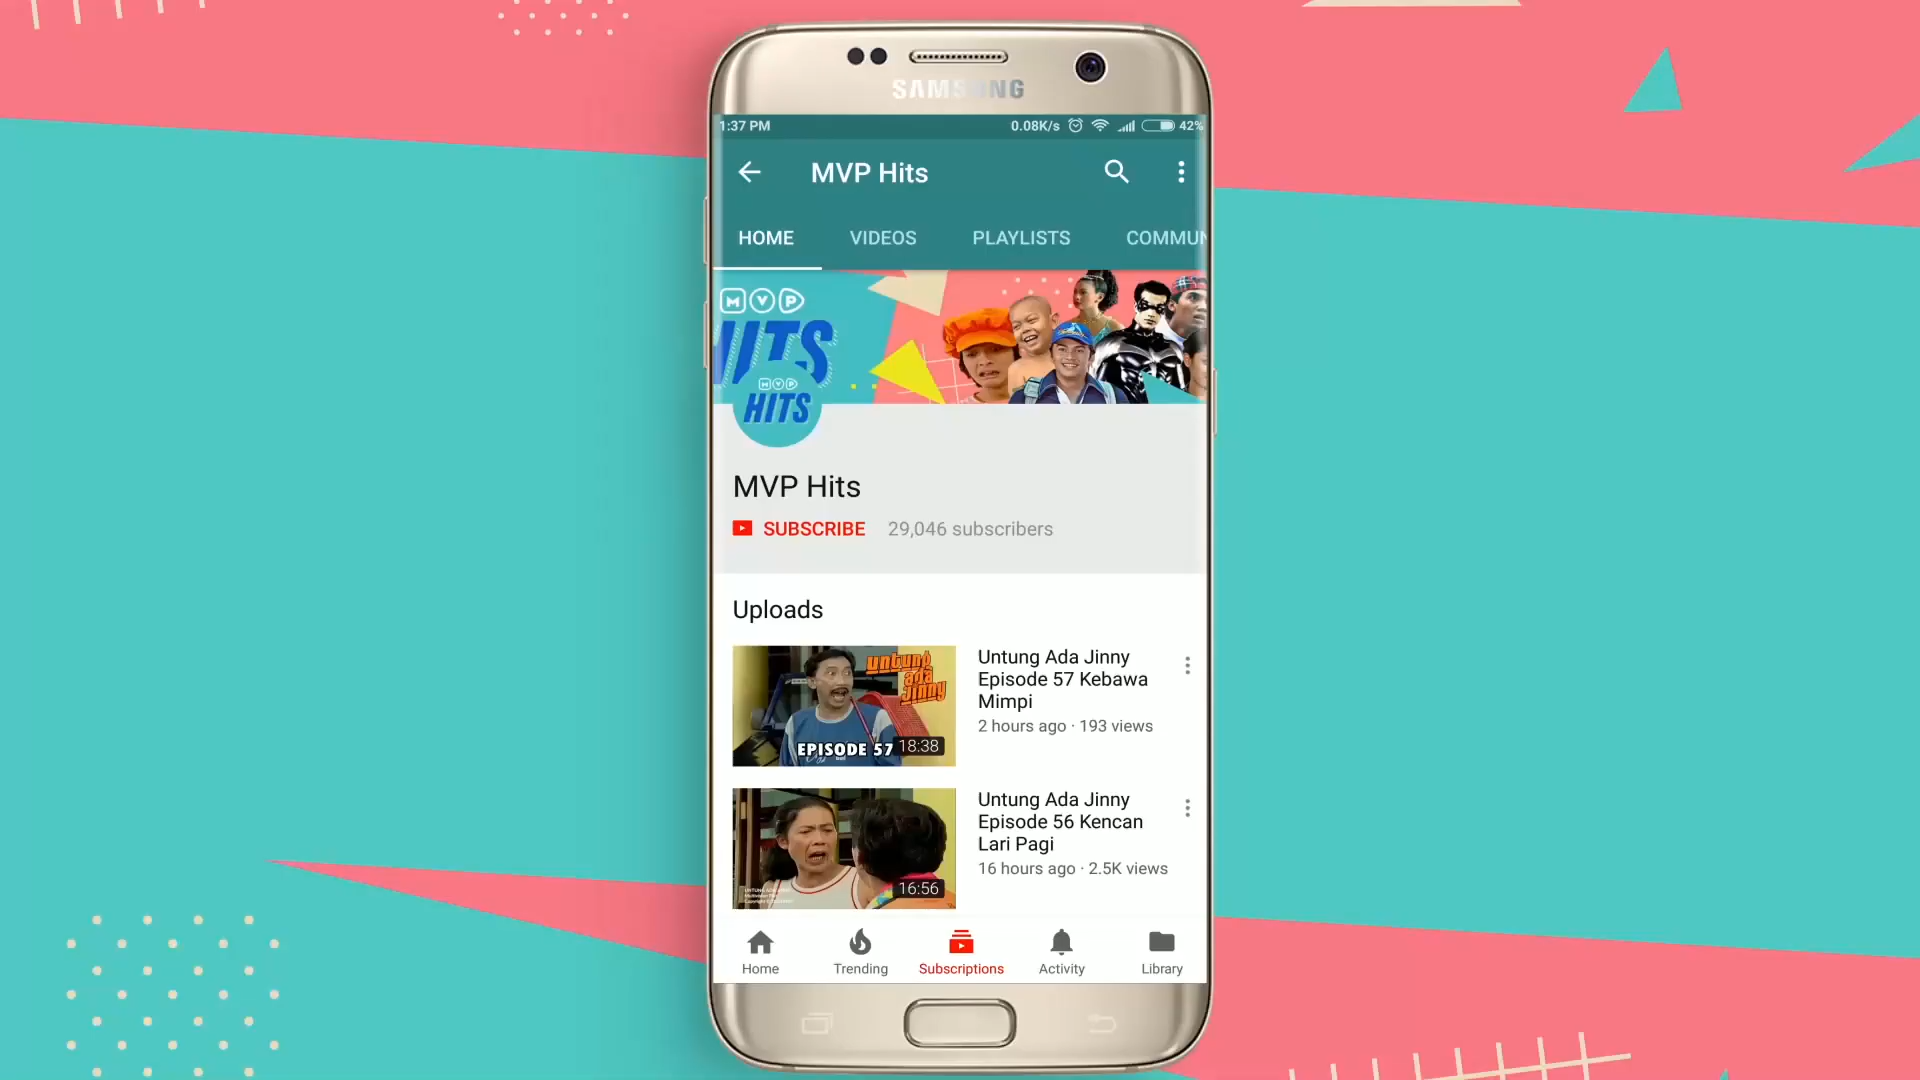 SAMSUNG
1:37 PM
0.08K/s
42%
MVP Hits
HOME
VIDEOS
PLAYLISTS
COMMUN
MVP
HITS
MVP
HITS
MVP Hits
SUBSCRIBE
29,046 subscribers
Uploads
untung
ada
jinny
EPISODE 57
18:38
Untung Ada Jinny
Episode 57 Kebawa
Mimpi
2 hours ago · 193 views
16:56
Untung Ada Jinny
Episode 56 Kencan
Lari Pagi
16 hours ago · 2.5K views
Home
Trending
Subscriptions
Activity
Library